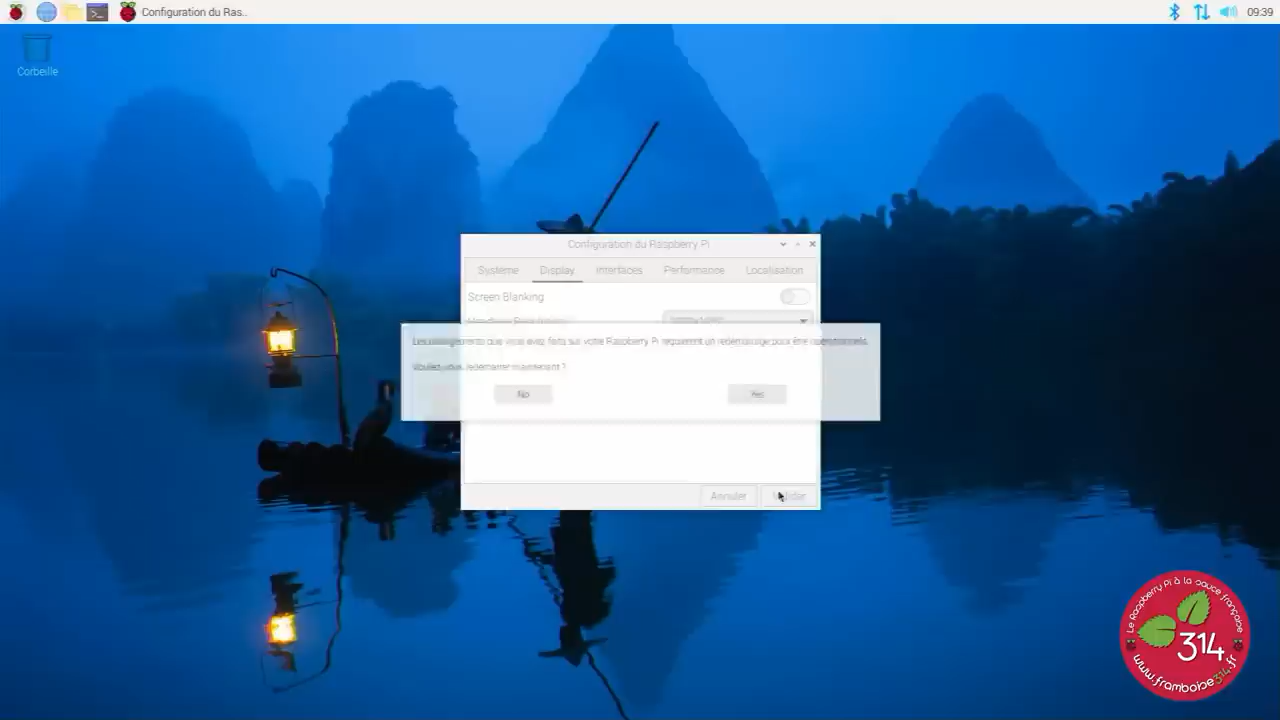 Configuration du Ras..
09:39
Corbeille
Configuration du Raspberry Pi
Système Display Interfaces Performance Localisation
Screen Blanking
Les changements que vous avez faits sur votre Raspberry Pi requièrent un redémarrage pour être opérationnels.
Voulez-vous redémarrer maintenant ?
No Yes
Annuler Valider
Le Raspberry Pi à la sauce française
314
www.framboise314.fr